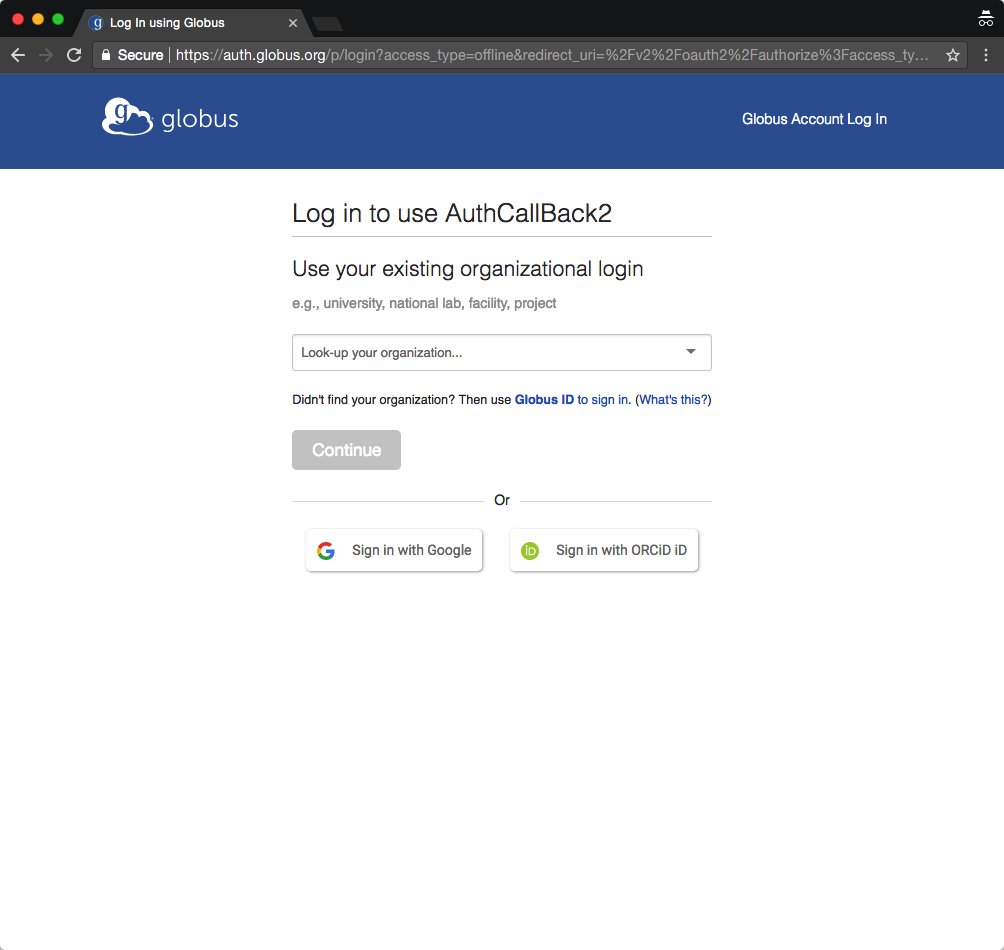 Log In using Globus
Secure https://auth.globus.org/p/login?access_type=offline&redirect_uri=%2Fv2%2Foauth2%2Fauthorize%3Faccess_ty...
g globus
Globus Account Log In
Log in to use AuthCallBack2
Use your existing organizational login
e.g., university, national lab, facility, project
Look-up your organization...
Didn't find your organization? Then use Globus ID to sign in. (What's this?)
Continue
Or
Sign in with Google
iD Sign in with ORCiD iD